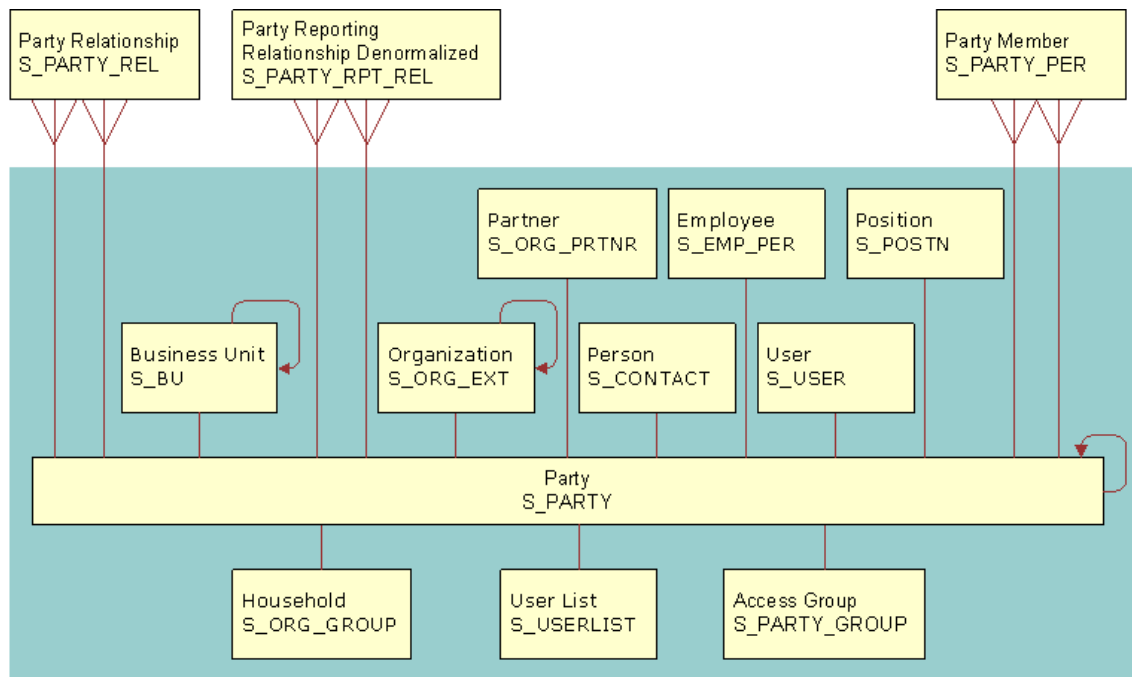 Party Relationship
S_PARTY_REL
Party Reporting
Relationship Denormalized
S_PARTY_RPT_REL
Party Member
S_PARTY_PER
Partner
S_ORG_PRTNR
Employee
S_EMP_PER
Position
S_POSTN
Business Unit
S_BU
Organization
S_ORG_EXT
Person
S_CONTACT
User
S_USER
Party
S_PARTY
Household
S_ORG_GROUP
User List
S_USERLIST
Access Group
S_PARTY_GROUP